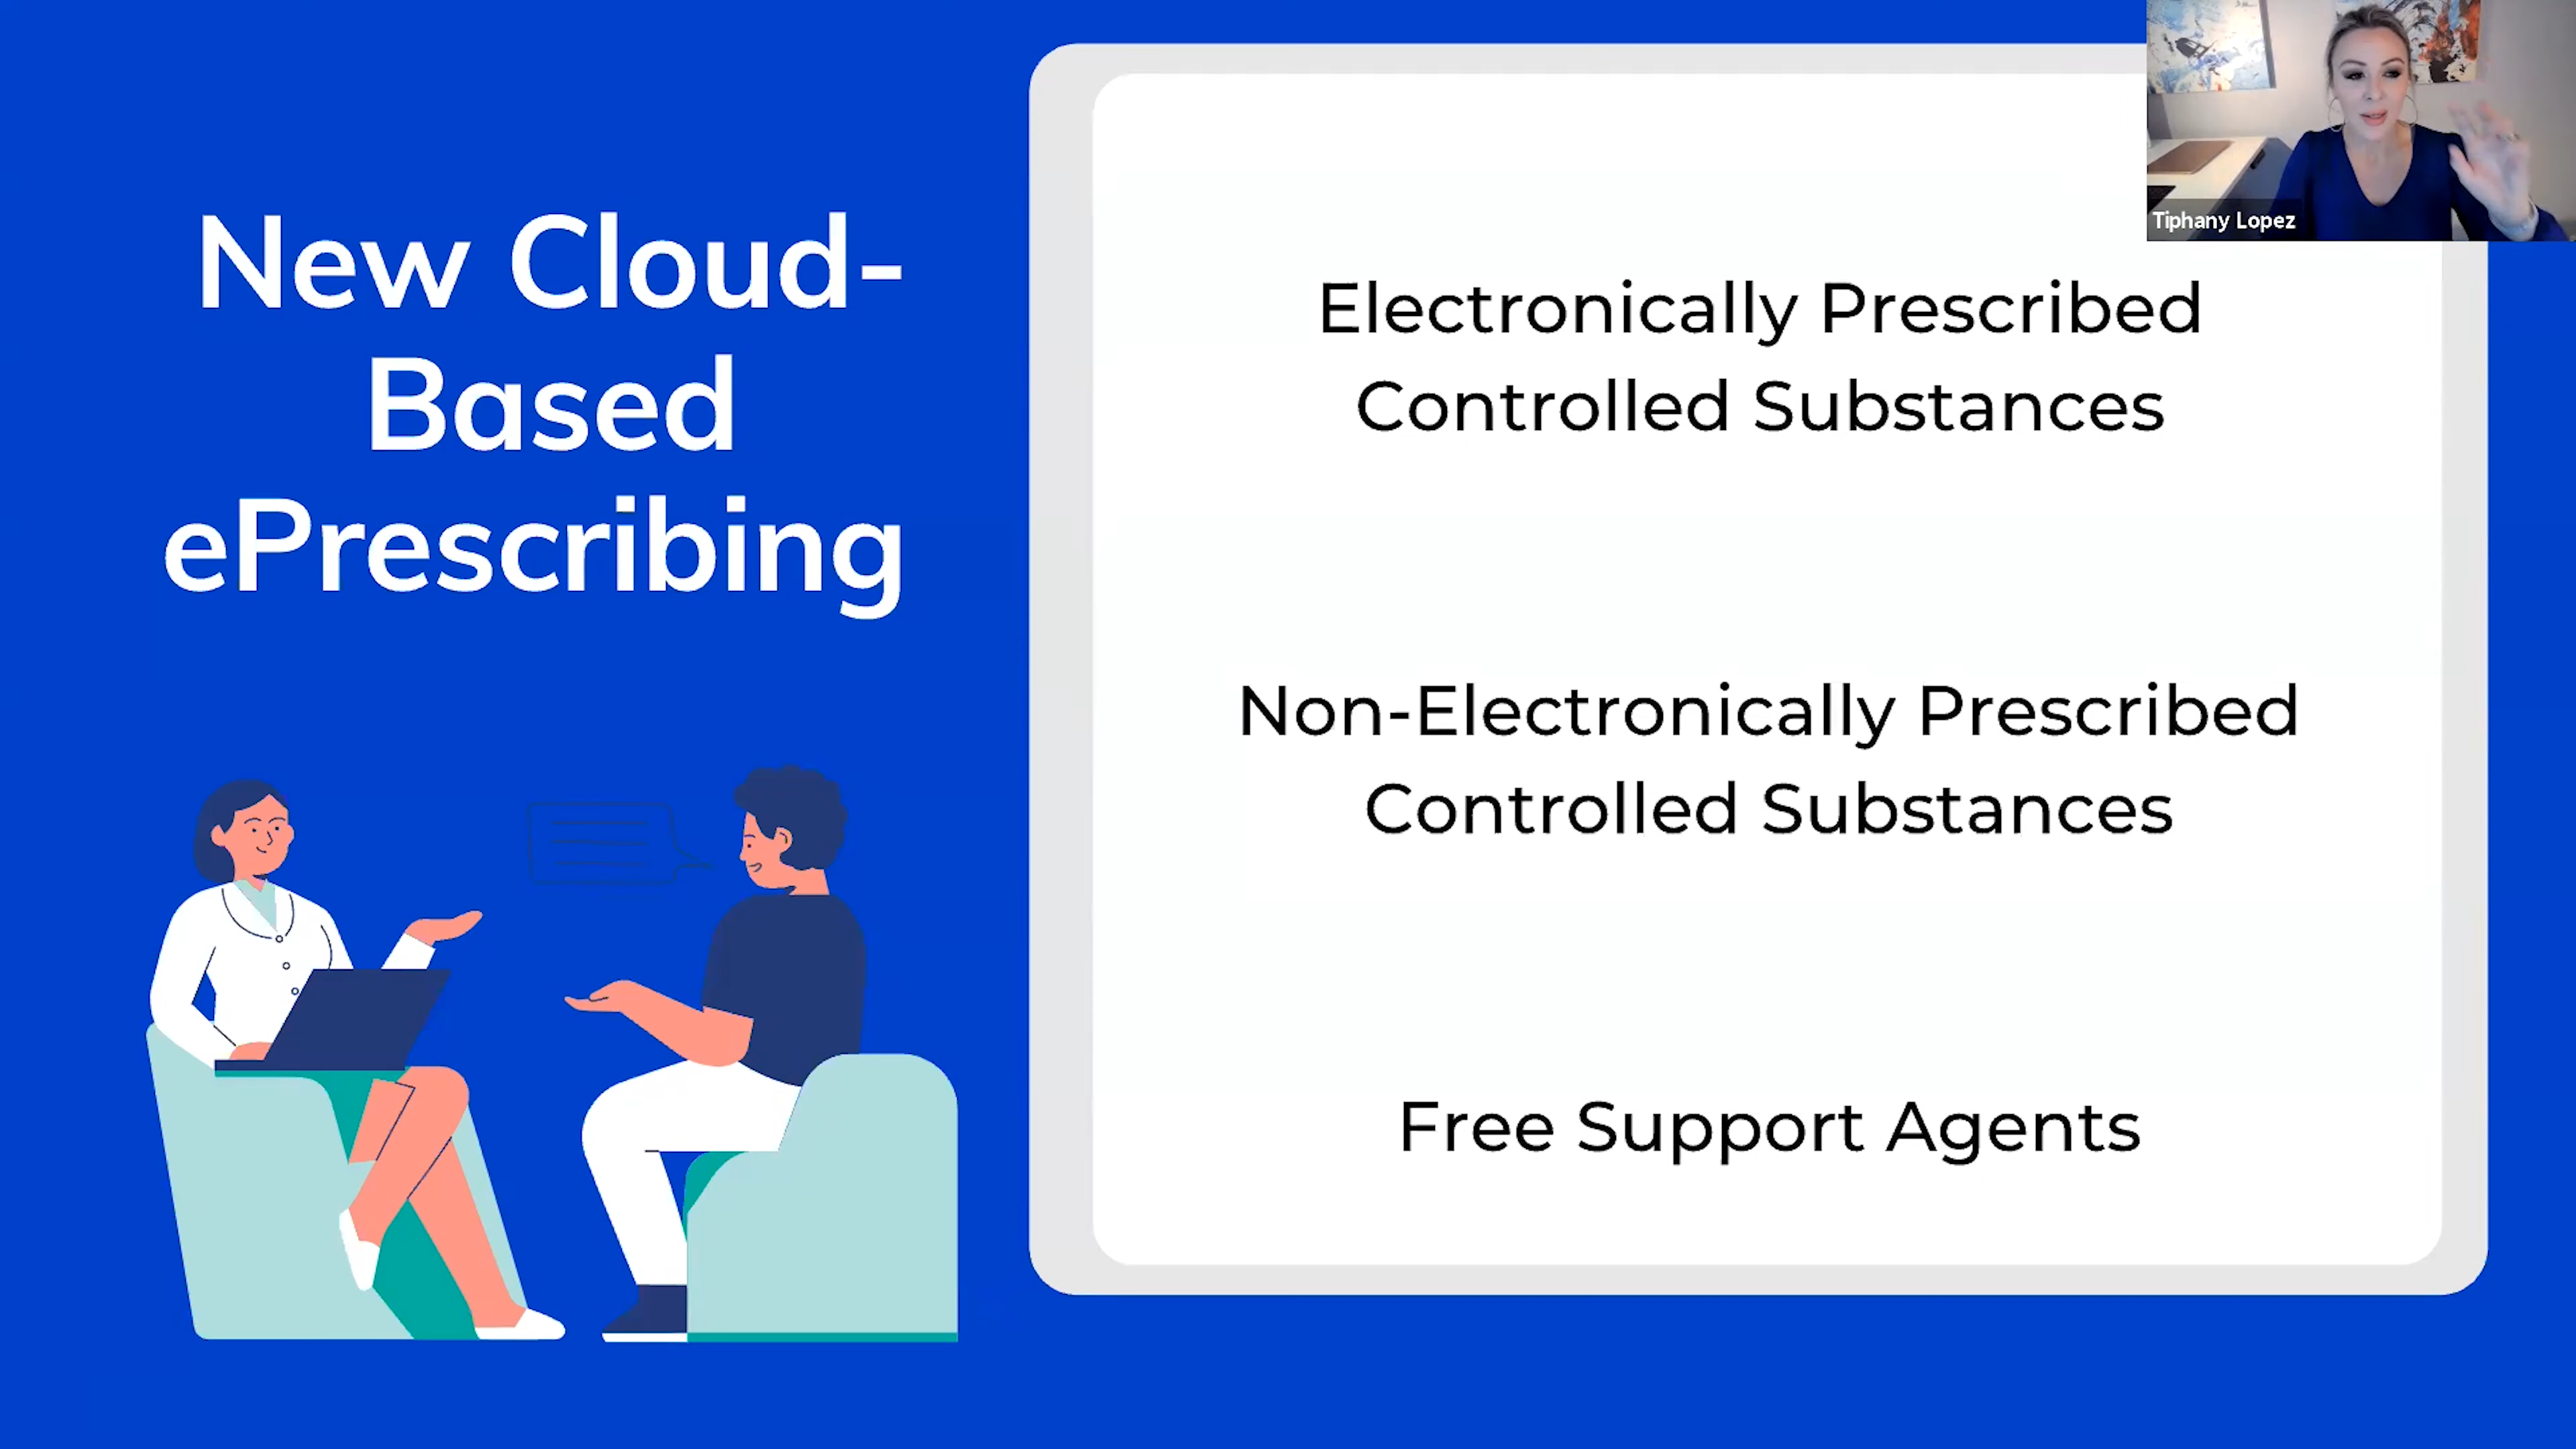 New Cloud-
Based
ePrescribing
Electronically Prescribed
Controlled Substances
Non-Electronically Prescribed
Controlled Substances
Free Support Agents
Tiphany Lopez